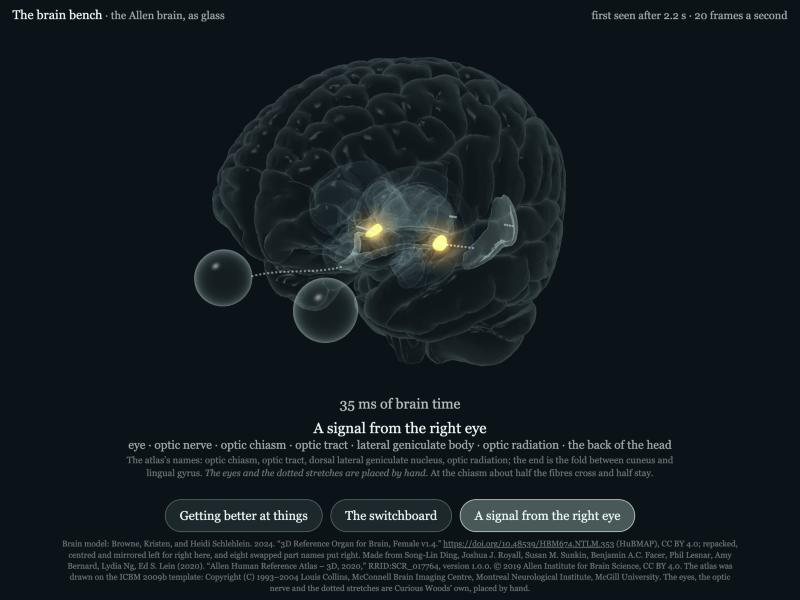 The brain bench · the Allen brain, as glass
first seen after 2.2 s · 20 frames a second
35 ms of brain time
A signal from the right eye
eye · optic nerve · optic chiasm · optic tract · lateral geniculate body · optic radiation · the back of the head
The atlas's names: optic chiasm, optic tract, dorsal lateral geniculate nucleus, optic radiation; the end is the fold between cuneus and
lingual gyrus. The eyes and the dotted stretches are placed by hand. At the chiasm about half the fibres cross and half stay.
Getting better at things
The switchboard
A signal from the right eye
Brain model: Browne, Kristen, and Heidi Schlehlein. 2024. “3D Reference Organ for Brain, Female v1.4.” https://doi.org/10.48539/HBM674.NTLM.353 (HuBMAP), CC BY 4.0; repacked,
centred and mirrored left for right here, and eight swapped part names put right. Made from Song-Lin Ding, Joshua J. Royall, Susan M. Sunkin, Benjamin A.C. Facer, Phil Lesnar, Amy
Bernard, Lydia Ng, Ed S. Lein (2020). “Allen Human Reference Atlas – 3D, 2020,” RRID:SCR_017764, version 1.0.0. © 2019 Allen Institute for Brain Science, CC BY 4.0. The atlas was
drawn on the ICBM 2009b template: Copyright (C) 1993–2004 Louis Collins, McConnell Brain Imaging Centre, Montreal Neurological Institute, McGill University. The eyes, the optic
nerve and the dotted stretches are Curious Woods' own, placed by hand.